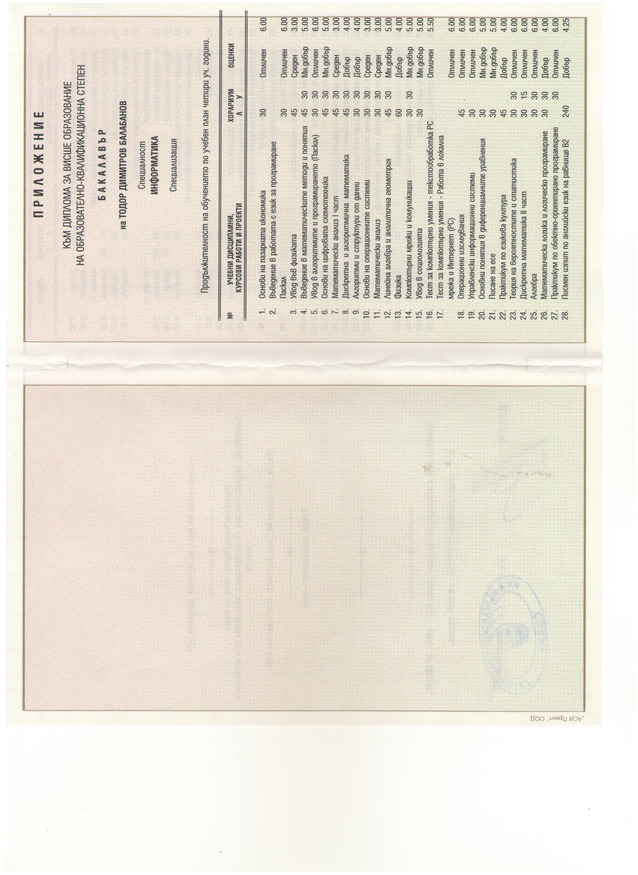 ПРИЛОЖЕНИЕ
КЪМ ДИПЛОМА ЗА ВИСШЕ ОБРАЗОВАНИЕ
НА ОБРАЗОВАТЕЛНО-КВАЛИФИКАЦИОННА СТЕПЕН
БАКАЛАВЪР
на ТОДОР ДИМИТРОВ БАЛАБАНОВ
Специалност
ИНФОРМАТИКА
Специализация
Продължителност на обучението по учебен план четири уч. години.
№ УЧЕБНИ ДИСЦИПЛИНИ, ХОРАРИУМ ОЦЕНКИ
КУРСОВИ РАБОТИ И ПРОЕКТИ Л У
1. Основи на пазарната икономика 30 Отличен 6.00
2. Въведение в работата с език за програмиране
Паскал 30 Отличен 6.00
3. Увод във физиката 45 Среден 3.00
4. Въведение в математическите методи и понятия 45 30 Мн.добър 5.00
5. Увод в алгоритмите и програмирането (Паскал) 30 30 Отличен 6.00
6. Основи на цифровата схемотехника 45 30 Мн.добър 5.00
7. Математически анализ I част 45 30 Среден 3.00
8. Дискретна и алгоритмична математика 45 30 Добър 4.00
9. Алгоритми и структури от данни 30 30 Добър 4.00
10. Основи на операционните системи 30 30 Среден 3.00
11. Математически анализ 30 30 Среден 3.00
12. Линейна алгебра и аналитична геометрия 45 30 Мн.добър 5.00
13. Физика 60 Добър 4.00
14. Компютърни мрежи и комуникации 30 30 Мн.добър 5.00
15. Увод в социологията 30 Мн.добър 5.00
16. Тест за компютърни умения - текстообработка PC Отличен 5.50
17. Тест за компютърни умения - Работа в локална
мрежа и Интернет (PC) Отличен 6.00
18. Операционни изследвания 45 Отличен 6.00
19. Управленски информационни системи 30 Отличен 6.00
20. Основни понятия в диференциалните уравнения 30 Мн.добър 5.00
21. Писане на есе 30 Мн.добър 5.00
22. Практикум по езикова култура 45 Добър 4.00
23. Теория на вероятностите и статистика 30 30 Отличен 6.00
24. Дискретна математика II част 30 15 Отличен 6.00
25. Алгебра 30 30 Отличен 6.00
26. Математическа логика и логическо програмиране 30 30 Добър 4.00
27. Практикум по обектно-ориентирано програмиране 30 Отличен 6.00
28. Писмен изпит по английски език на равнище B2 240 Добър 4.25
"АСИ Принт" ООД